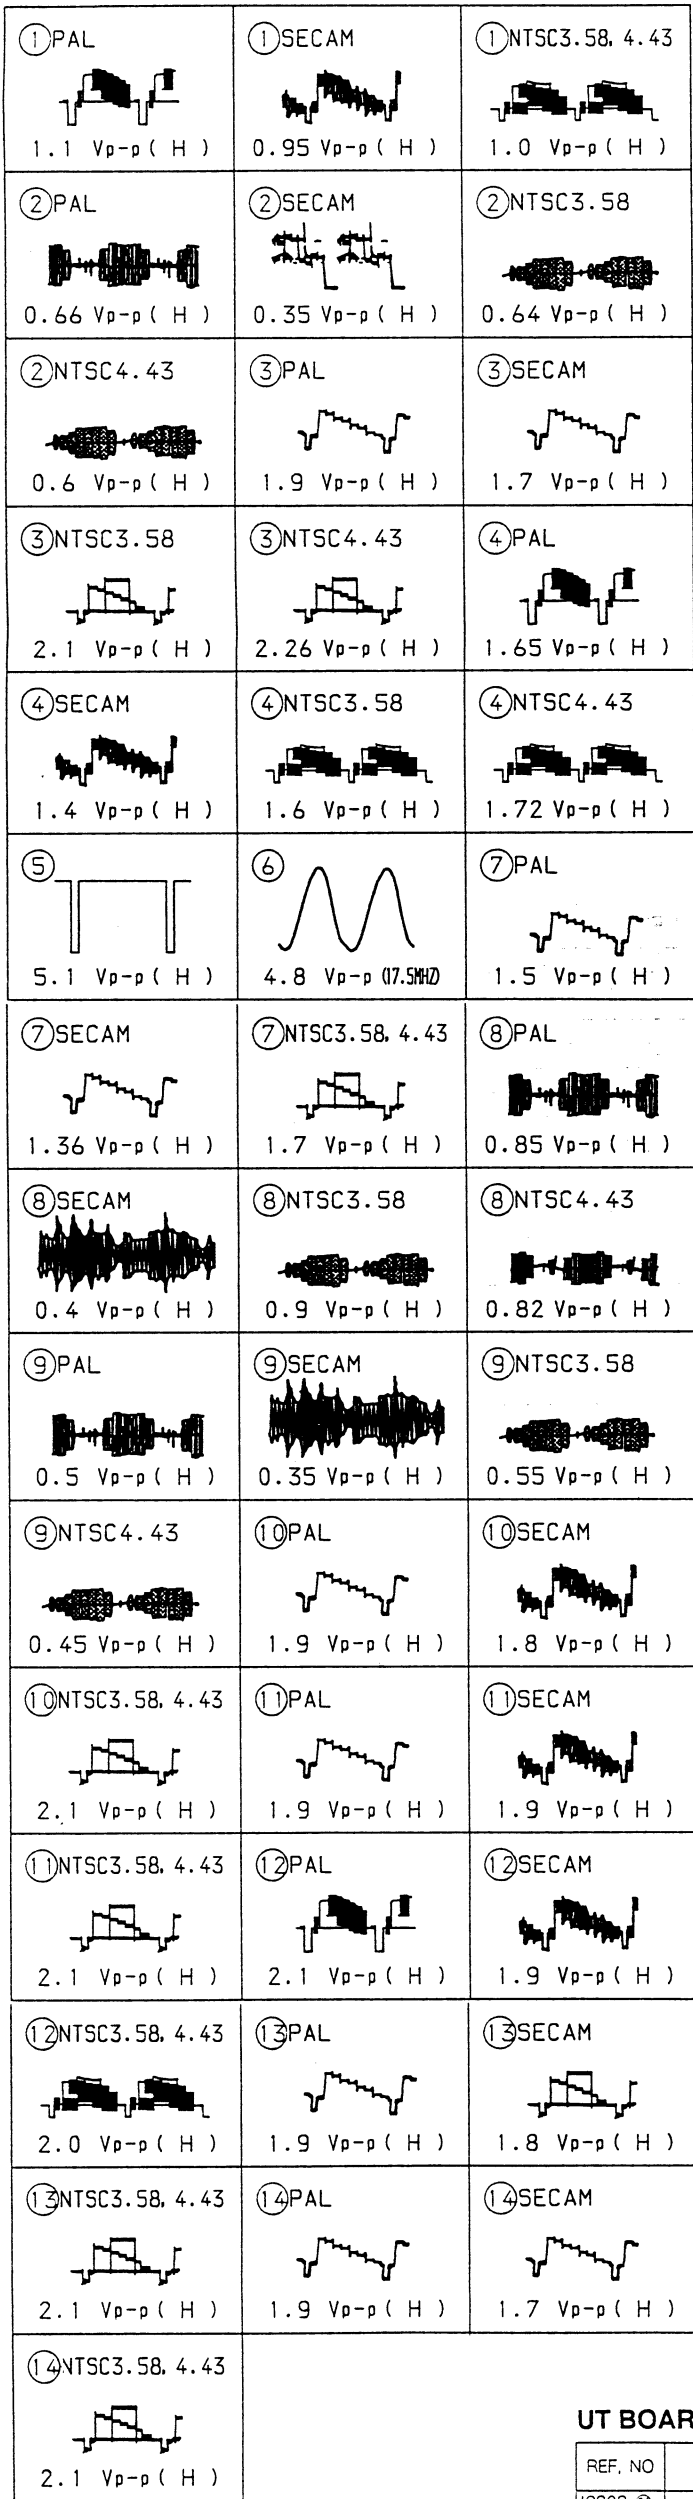 ①PAL
1.1 Vp-p ( H )
①SECAM
0.95 Vp-p ( H )
①NTSC3.58, 4.43
1.0 Vp-p ( H )
②PAL
0.66 Vp-p ( H )
②SECAM
0.35 Vp-p ( H )
②NTSC3.58
0.64 Vp-p ( H )
②NTSC4.43
0.6 Vp-p ( H )
③PAL
1.9 Vp-p ( H )
③SECAM
1.7 Vp-p ( H )
③NTSC3.58
2.1 Vp-p ( H )
③NTSC4.43
2.26 Vp-p ( H )
④PAL
1.65 Vp-p ( H )
④SECAM
1.4 Vp-p ( H )
④NTSC3.58
1.6 Vp-p ( H )
④NTSC4.43
1.72 Vp-p ( H )
⑤
5.1 Vp-p ( H )
⑥
4.8 Vp-p (17.5MHZ)
⑦PAL
1.5 Vp-p ( H )
⑦SECAM
1.36 Vp-p ( H )
⑦NTSC3.58, 4.43
1.7 Vp-p ( H )
⑧PAL
0.85 Vp-p ( H )
⑧SECAM
0.4 Vp-p ( H )
⑧NTSC3.58
0.9 Vp-p ( H )
⑧NTSC4.43
0.82 Vp-p ( H )
⑨PAL
0.5 Vp-p ( H )
⑨SECAM
0.35 Vp-p ( H )
⑨NTSC3.58
0.55 Vp-p ( H )
⑨NTSC4.43
0.45 Vp-p ( H )
⑩PAL
1.9 Vp-p ( H )
⑩SECAM
1.8 Vp-p ( H )
⑩NTSC3.58, 4.43
2.1 Vp-p ( H )
⑪PAL
1.9 Vp-p ( H )
⑪SECAM
1.9 Vp-p ( H )
⑪NTSC3.58, 4.43
2.1 Vp-p ( H )
⑫PAL
2.1 Vp-p ( H )
⑫SECAM
1.9 Vp-p ( H )
⑫NTSC3.58, 4.43
2.0 Vp-p ( H )
⑬PAL
1.9 Vp-p ( H )
⑬SECAM
1.8 Vp-p ( H )
⑬NTSC3.58, 4.43
2.1 Vp-p ( H )
⑭PAL
1.9 Vp-p ( H )
⑭SECAM
1.7 Vp-p ( H )
⑭NTSC3.58, 4.43
2.1 Vp-p ( H )
UT BOAR
REF, NO